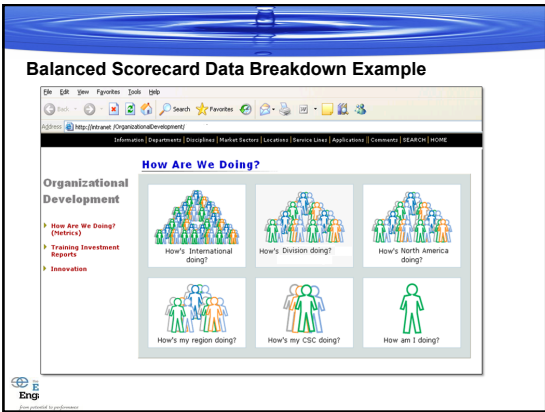 Balanced Scorecard Data Breakdown Example
File Edit View Favorites Tools Help
Back Search Favorites
Address http://intranet /OrganizationalDevelopment/
Information | Departments | Disciplines | Market Sectors | Locations | Service Lines | Applications || Comments | SEARCH | HOME
How Are We Doing?
Organizational
Development
How Are We Doing?
(Metrics)
Training Investment
Reports
Innovation
How's International
doing?
How's Division doing?
How's North America
doing?
How's my region doing?
How's my CSC doing?
How am I doing?
from potential to performance